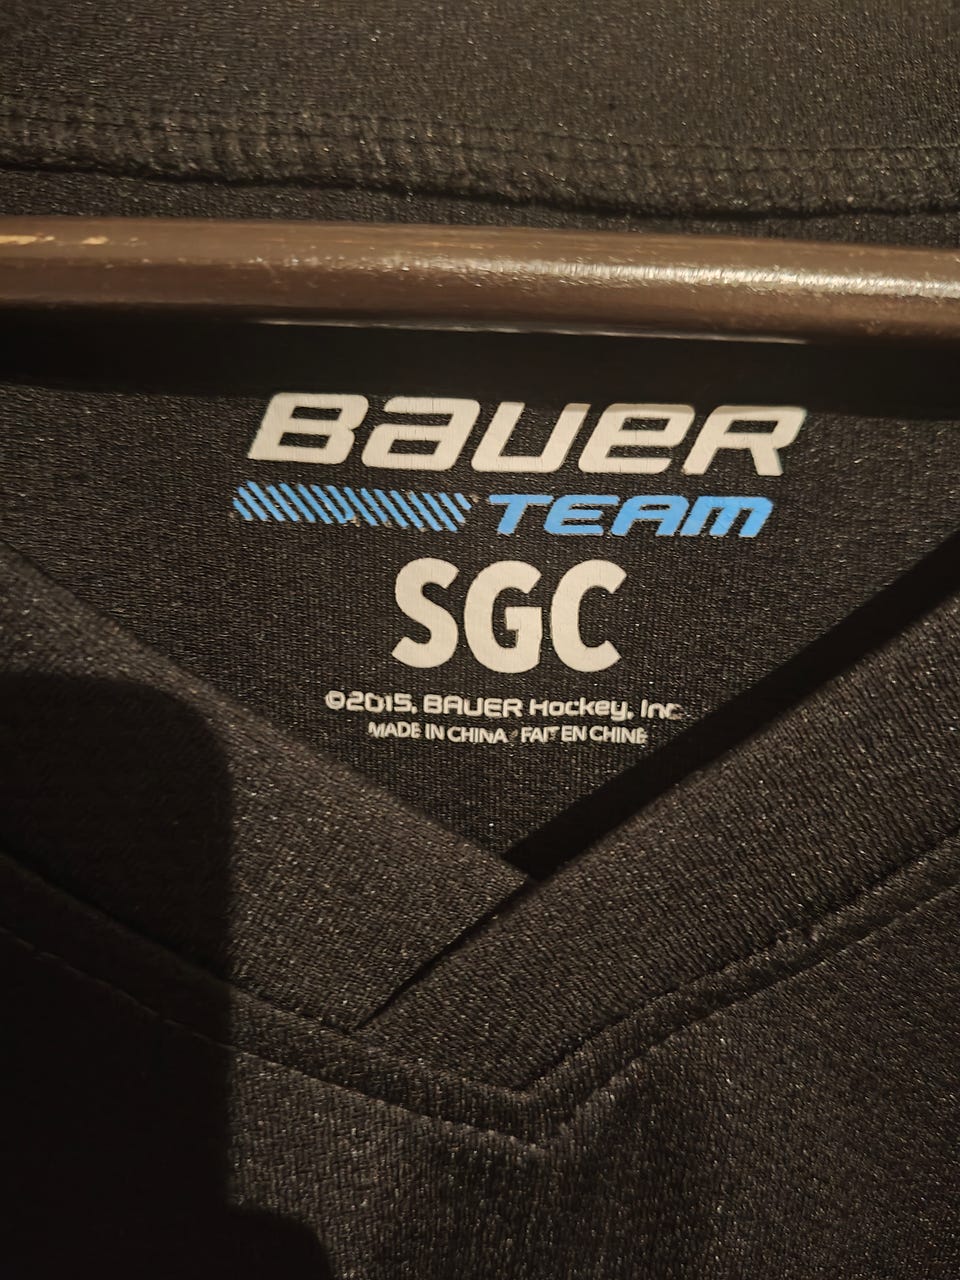 BAUER
TEAM
SGC
©2015, BAUER Hockey, Inc.
MADE IN CHINA FAIT EN CHINE